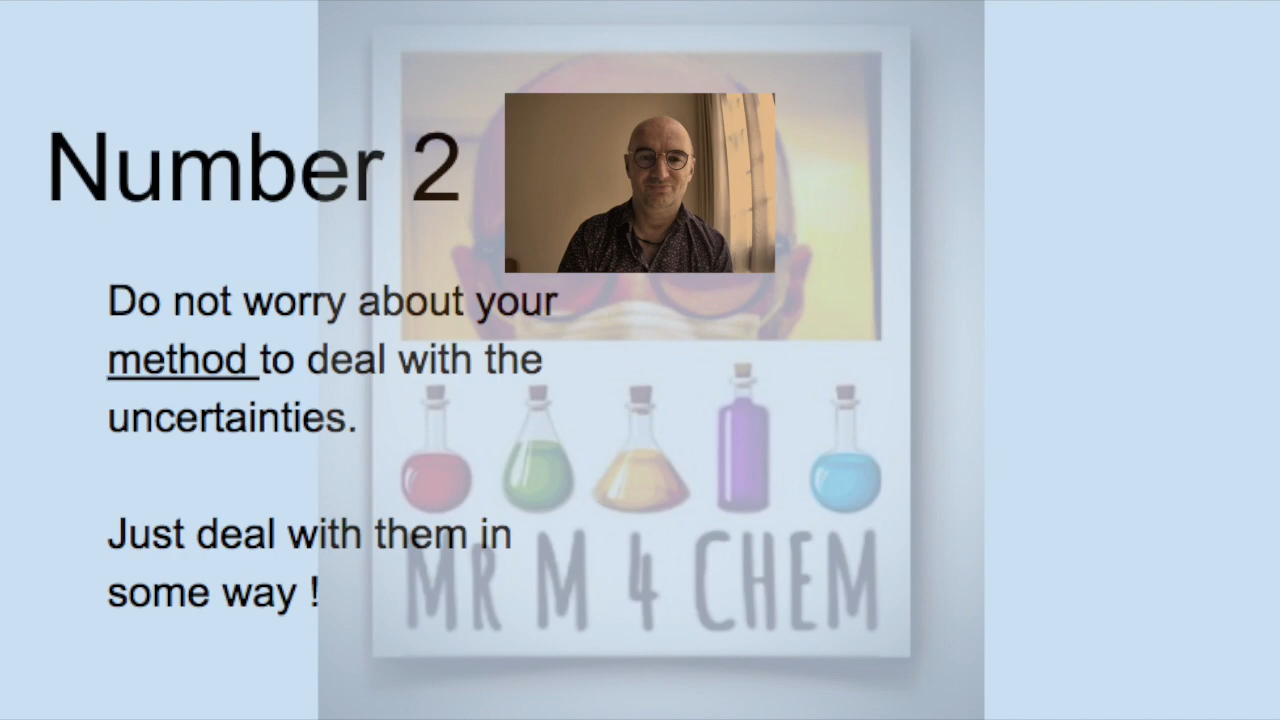 Number 2
Do not worry about your
method to deal with the
uncertainties.
Just deal with them in
some way !
MR M 4 CHEM